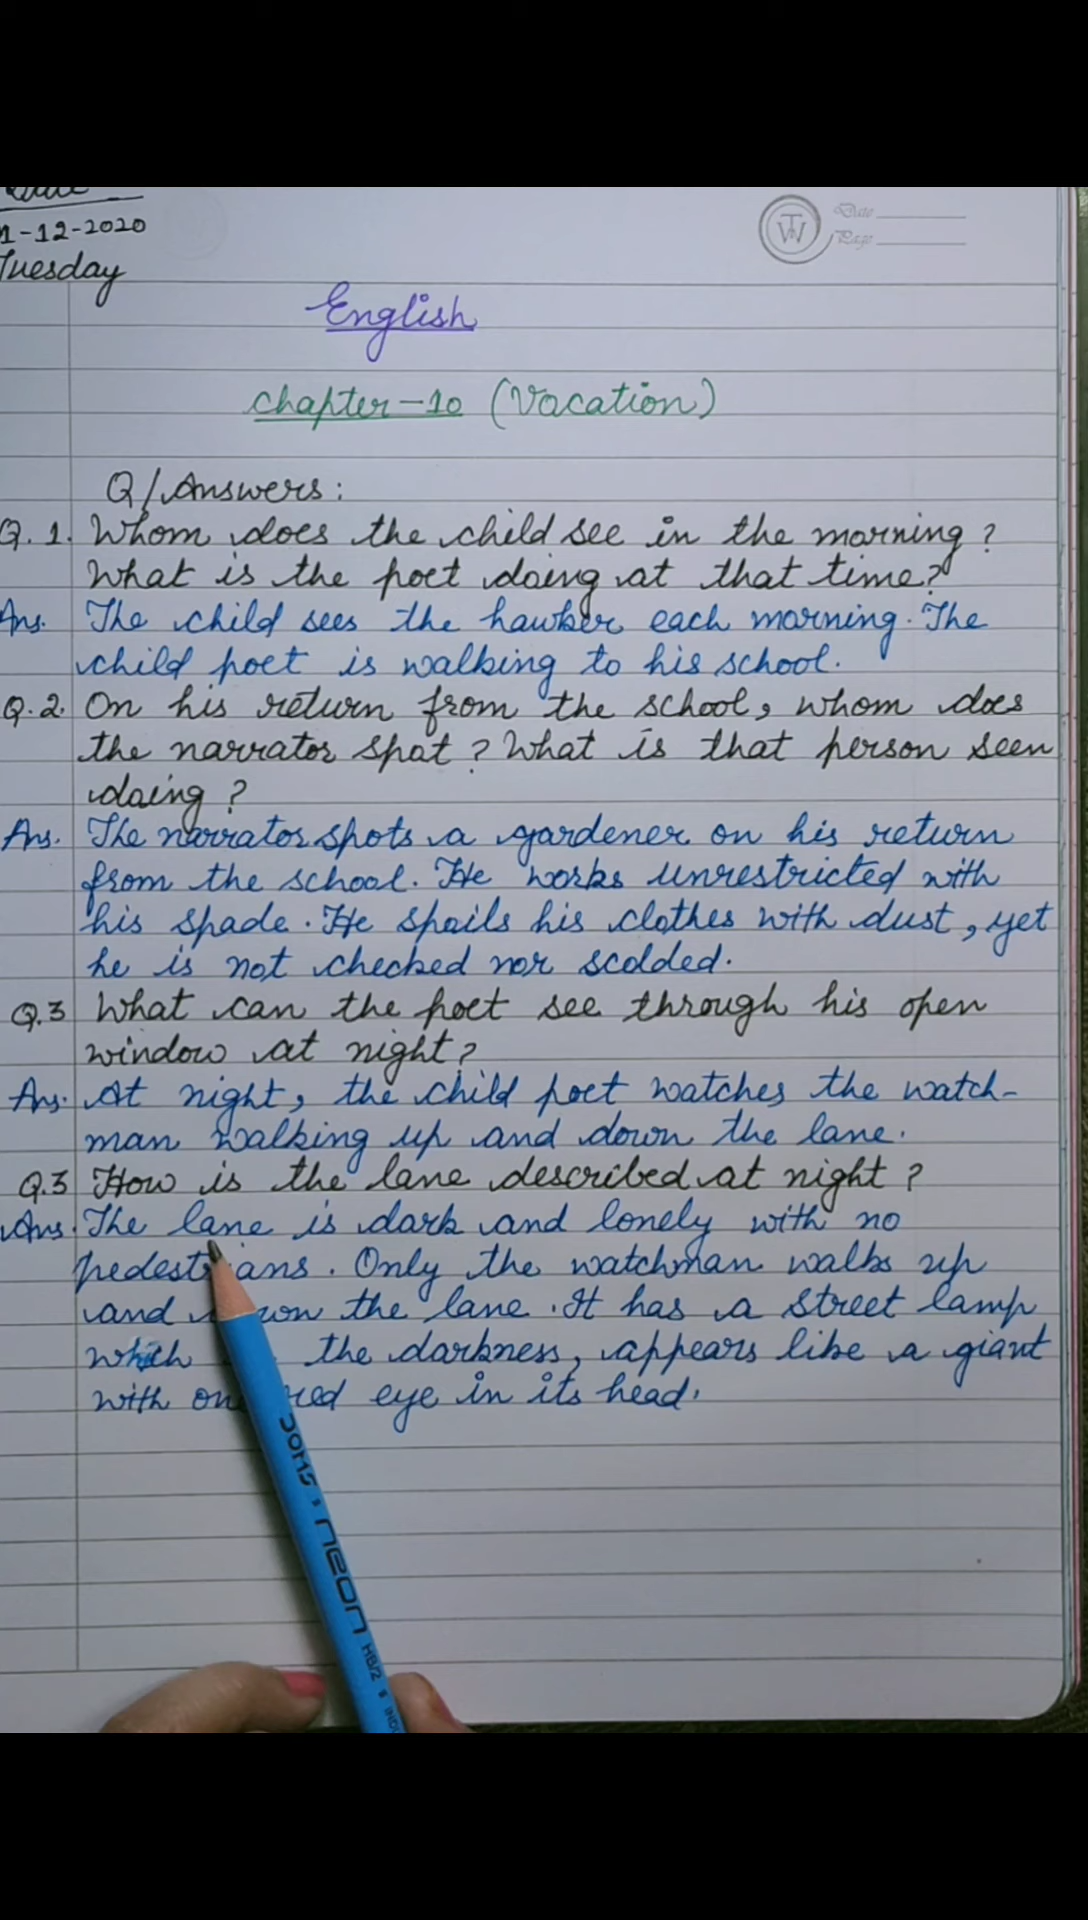 1-12-2020
Tuesday
Date
Page
TW
English
Chapter-10 (Vocation)
Q/Answers:
Q.1. Whom does the child see in the morning?
What is the poet doing at that time?
Ans. The child sees the hawker each morning. The
child poet is walking to his school.
Q.2. On his return from the school, whom does
the narrator spot? What is that person seen
doing?
Ans. The narrator spots a gardener on his return
from the school. He works unrestricted with
his spade. He spoils his clothes with dust, yet
he is not checked nor scolded.
Q.3 What can the poet see through his open
window at night?
Ans. At night, the child poet watches the watch-
man walking up and down the lane.
Q.3 How is the lane described at night?
Ans. The lane is dark and lonely with no
pedestrians. Only the watchman walks up
and down the lane. It has a street lamp
which the darkness, appears like a giant
with one red eye in its head.
DOMS neon HB/2